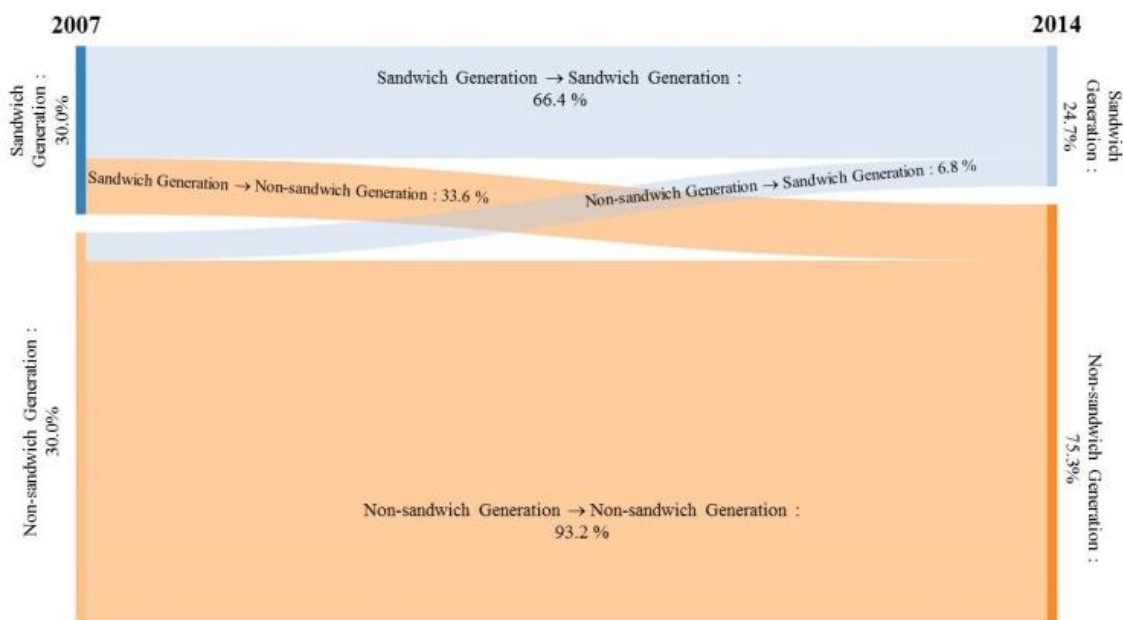 2007
2014
Sandwich
Generation :
30.0%
Sandwich Generation → Sandwich Generation :
66.4 %
Sandwich
Generation :
24.7%
Sandwich Generation → Non-sandwich Generation : 33.6 %
Non-sandwich Generation → Sandwich Generation : 6.8 %
Non-sandwich Generation :
30.0%
Non-sandwich Generation → Non-sandwich Generation :
93.2 %
Non-sandwich Generation :
75.3%